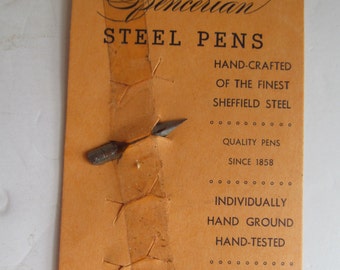 Spencerian
STEEL PENS
HAND-CRAFTED
OF THE FINEST
SHEFFIELD STEEL
QUALITY PENS
SINCE 1858
INDIVIDUALLY
HAND GROUND
HAND-TESTED